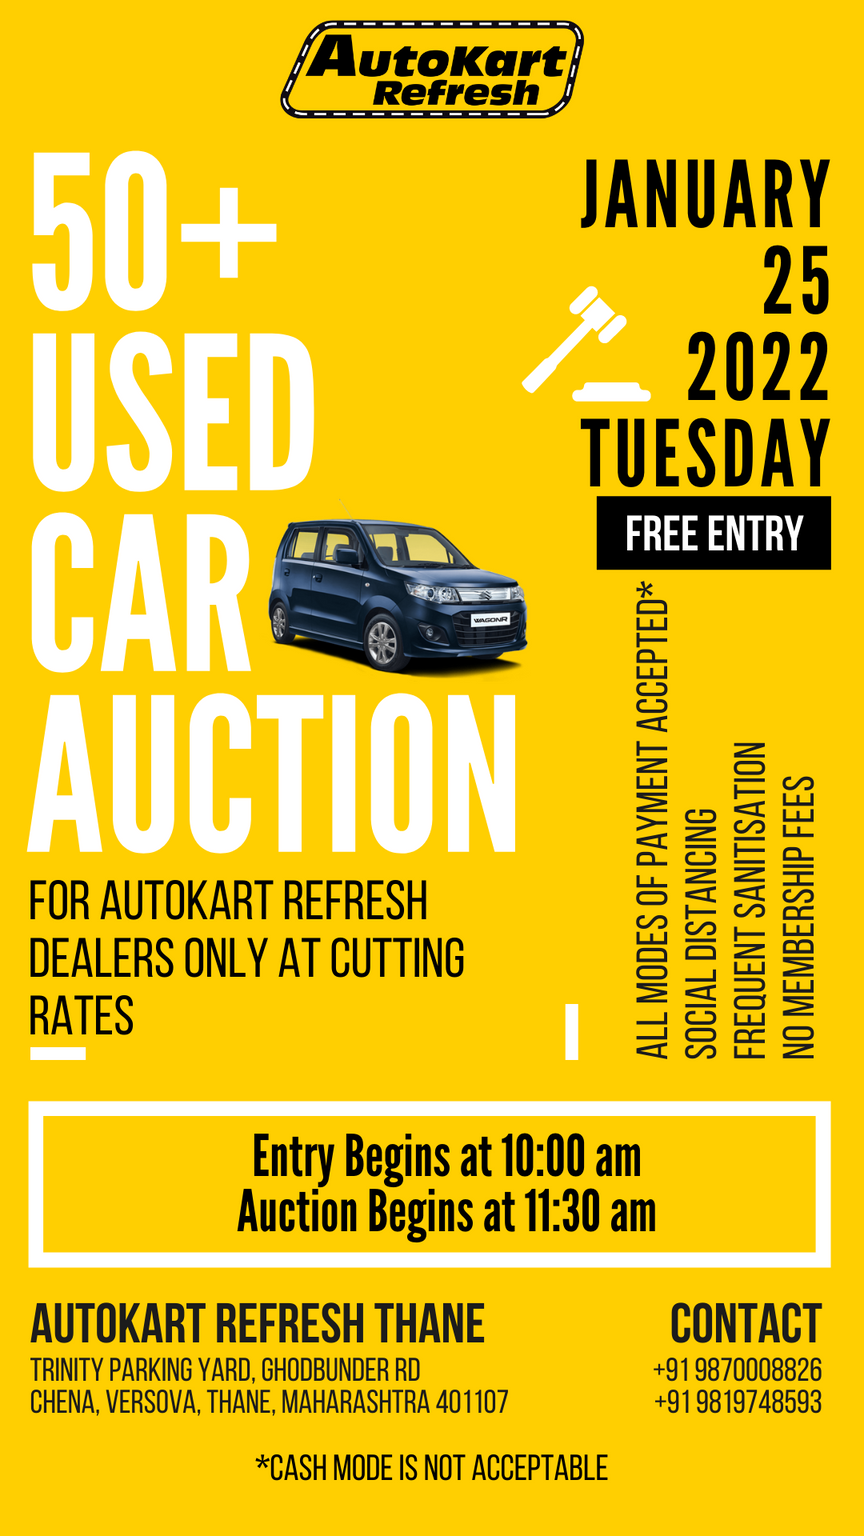 AutoKart
Refresh
50+
USED
CAR
AUCTION
JANUARY
25
2022
TUESDAY
FREE ENTRY
WAGONR
FOR AUTOKART REFRESH
DEALERS ONLY AT CUTTING
RATES
ALL MODES OF PAYMENT ACCEPTED*
SOCIAL DISTANCING
FREQUENT SANITISATION
NO MEMBERSHIP FEES
Entry Begins at 10:00 am
Auction Begins at 11:30 am
AUTOKART REFRESH THANE
TRINITY PARKING YARD, GHODBUNDER RD
CHENA, VERSOVA, THANE, MAHARASHTRA 401107
CONTACT
+91 9870008826
+91 9819748593
*CASH MODE IS NOT ACCEPTABLE